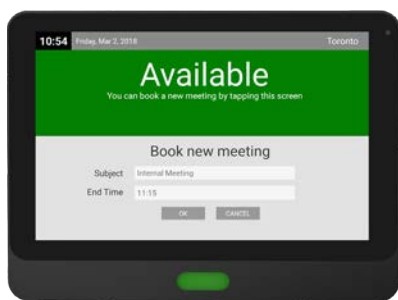 10:54 Friday, Mar 2, 2018 Toronto
Available
You can book a new meeting by tapping this screen
Book new meeting
Subject Internal Meeting
End Time 11:15
OK CANCEL